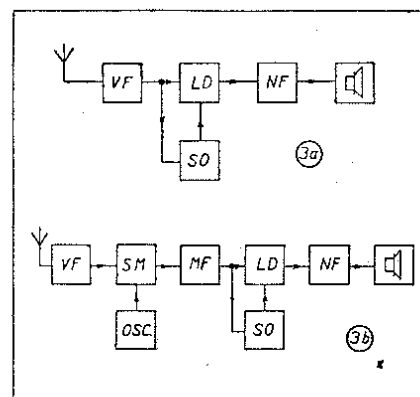 VF LD NF
SO
3a
VF SM MF LD NF
OSC. SO
3b